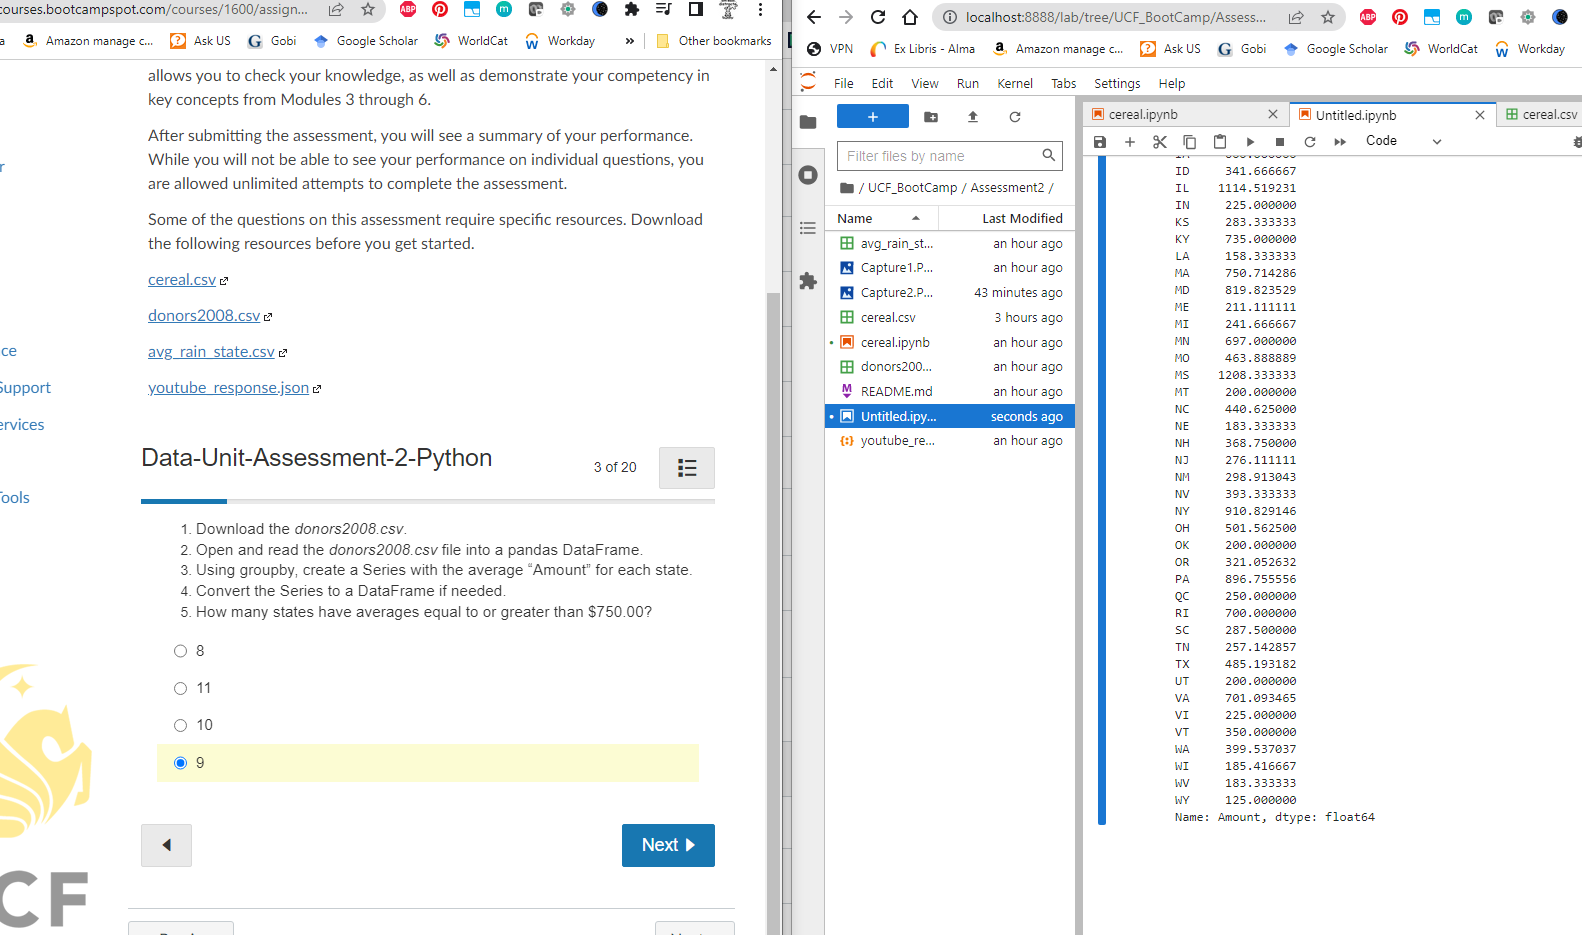 courses.bootcampspot.com/courses/1600/assign...
a Amazon manage c... Ask US Gobi Google Scholar WorldCat Workday » Other bookmarks
allows you to check your knowledge, as well as demonstrate your competency in
key concepts from Modules 3 through 6.
After submitting the assessment, you will see a summary of your performance.
While you will not be able to see your performance on individual questions, you
are allowed unlimited attempts to complete the assessment.
Some of the questions on this assessment require specific resources. Download
the following resources before you get started.
cereal.csv
donors2008.csv
avg_rain_state.csv
youtube_response.json
r
ce
Support
ervices
Tools
CF
Data-Unit-Assessment-2-Python
3 of 20
1. Download the donors2008.csv.
2. Open and read the donors2008.csv file into a pandas DataFrame.
3. Using groupby, create a Series with the average “Amount” for each state.
4. Convert the Series to a DataFrame if needed.
5. How many states have averages equal to or greater than $750.00?
8
11
10
9
Next
localhost:8888/lab/tree/UCF_BootCamp/Assess...
VPN Ex Libris - Alma Amazon manage c... Ask US Gobi Google Scholar WorldCat Workday
File Edit View Run Kernel Tabs Settings Help
Filter files by name
/ UCF_BootCamp / Assessment2 /
Name Last Modified
avg_rain_st... an hour ago
Capture1.P... an hour ago
Capture2.P... 43 minutes ago
cereal.csv 3 hours ago
cereal.ipynb an hour ago
donors200... an hour ago
README.md an hour ago
Untitled.ipy... seconds ago
youtube_re... an hour ago
cereal.ipynb Untitled.ipynb cereal.csv
Code
ID 341.666667
IL 1114.519231
IN 225.000000
KS 283.333333
KY 735.000000
LA 158.333333
MA 750.714286
MD 819.823529
ME 211.111111
MI 241.666667
MN 697.000000
MO 463.888889
MS 1208.333333
MT 200.000000
NC 440.625000
NE 183.333333
NH 368.750000
NJ 276.111111
NM 298.913043
NV 393.333333
NY 910.829146
OH 501.562500
OK 200.000000
OR 321.052632
PA 896.755556
QC 250.000000
RI 700.000000
SC 287.500000
TN 257.142857
TX 485.193182
UT 200.000000
VA 701.093465
VI 225.000000
VT 350.000000
WA 399.537037
WI 185.416667
WV 183.333333
WY 125.000000
Name: Amount, dtype: float64